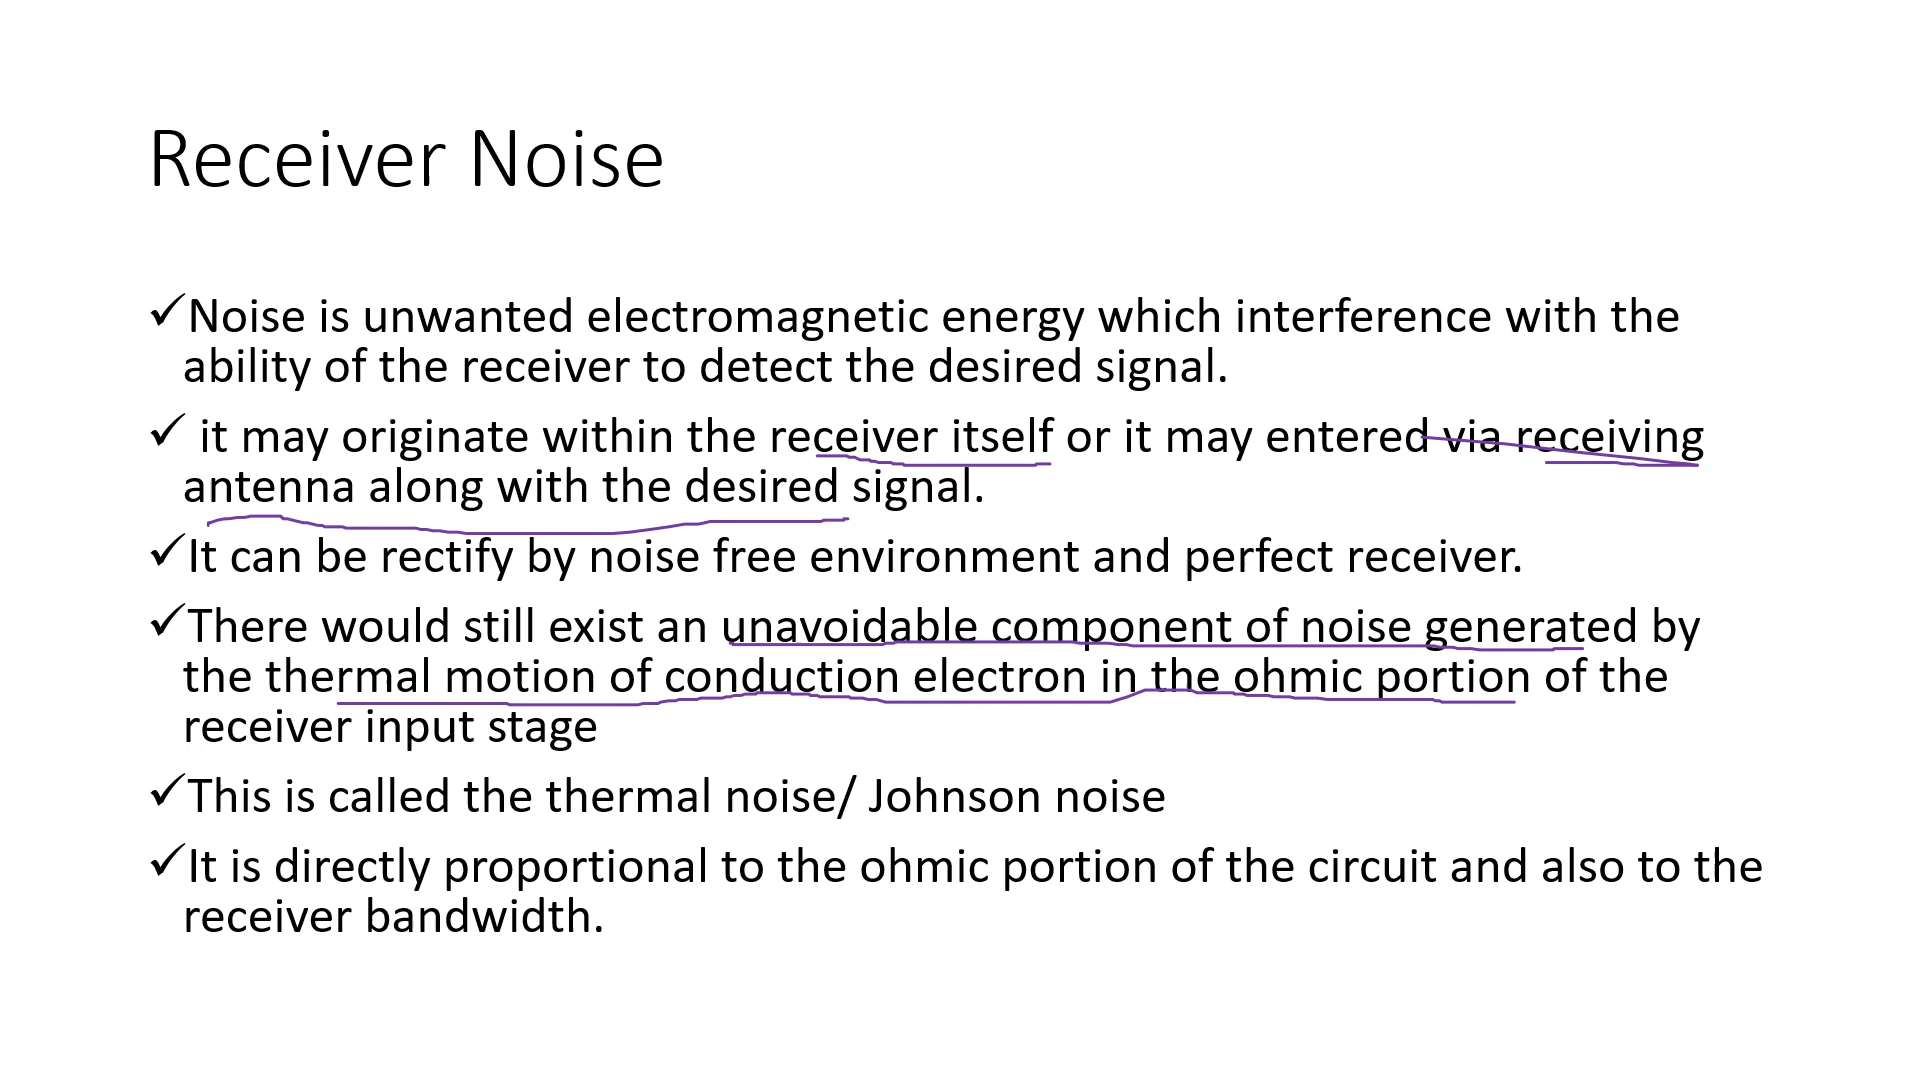 Receiver Noise
✓Noise is unwanted electromagnetic energy which interference with the
ability of the receiver to detect the desired signal.
✓ it may originate within the receiver itself or it may entered via receiving
antenna along with the desired signal.
✓It can be rectify by noise free environment and perfect receiver.
✓There would still exist an unavoidable component of noise generated by
the thermal motion of conduction electron in the ohmic portion of the
receiver input stage
✓This is called the thermal noise/ Johnson noise
✓It is directly proportional to the ohmic portion of the circuit and also to the
receiver bandwidth.